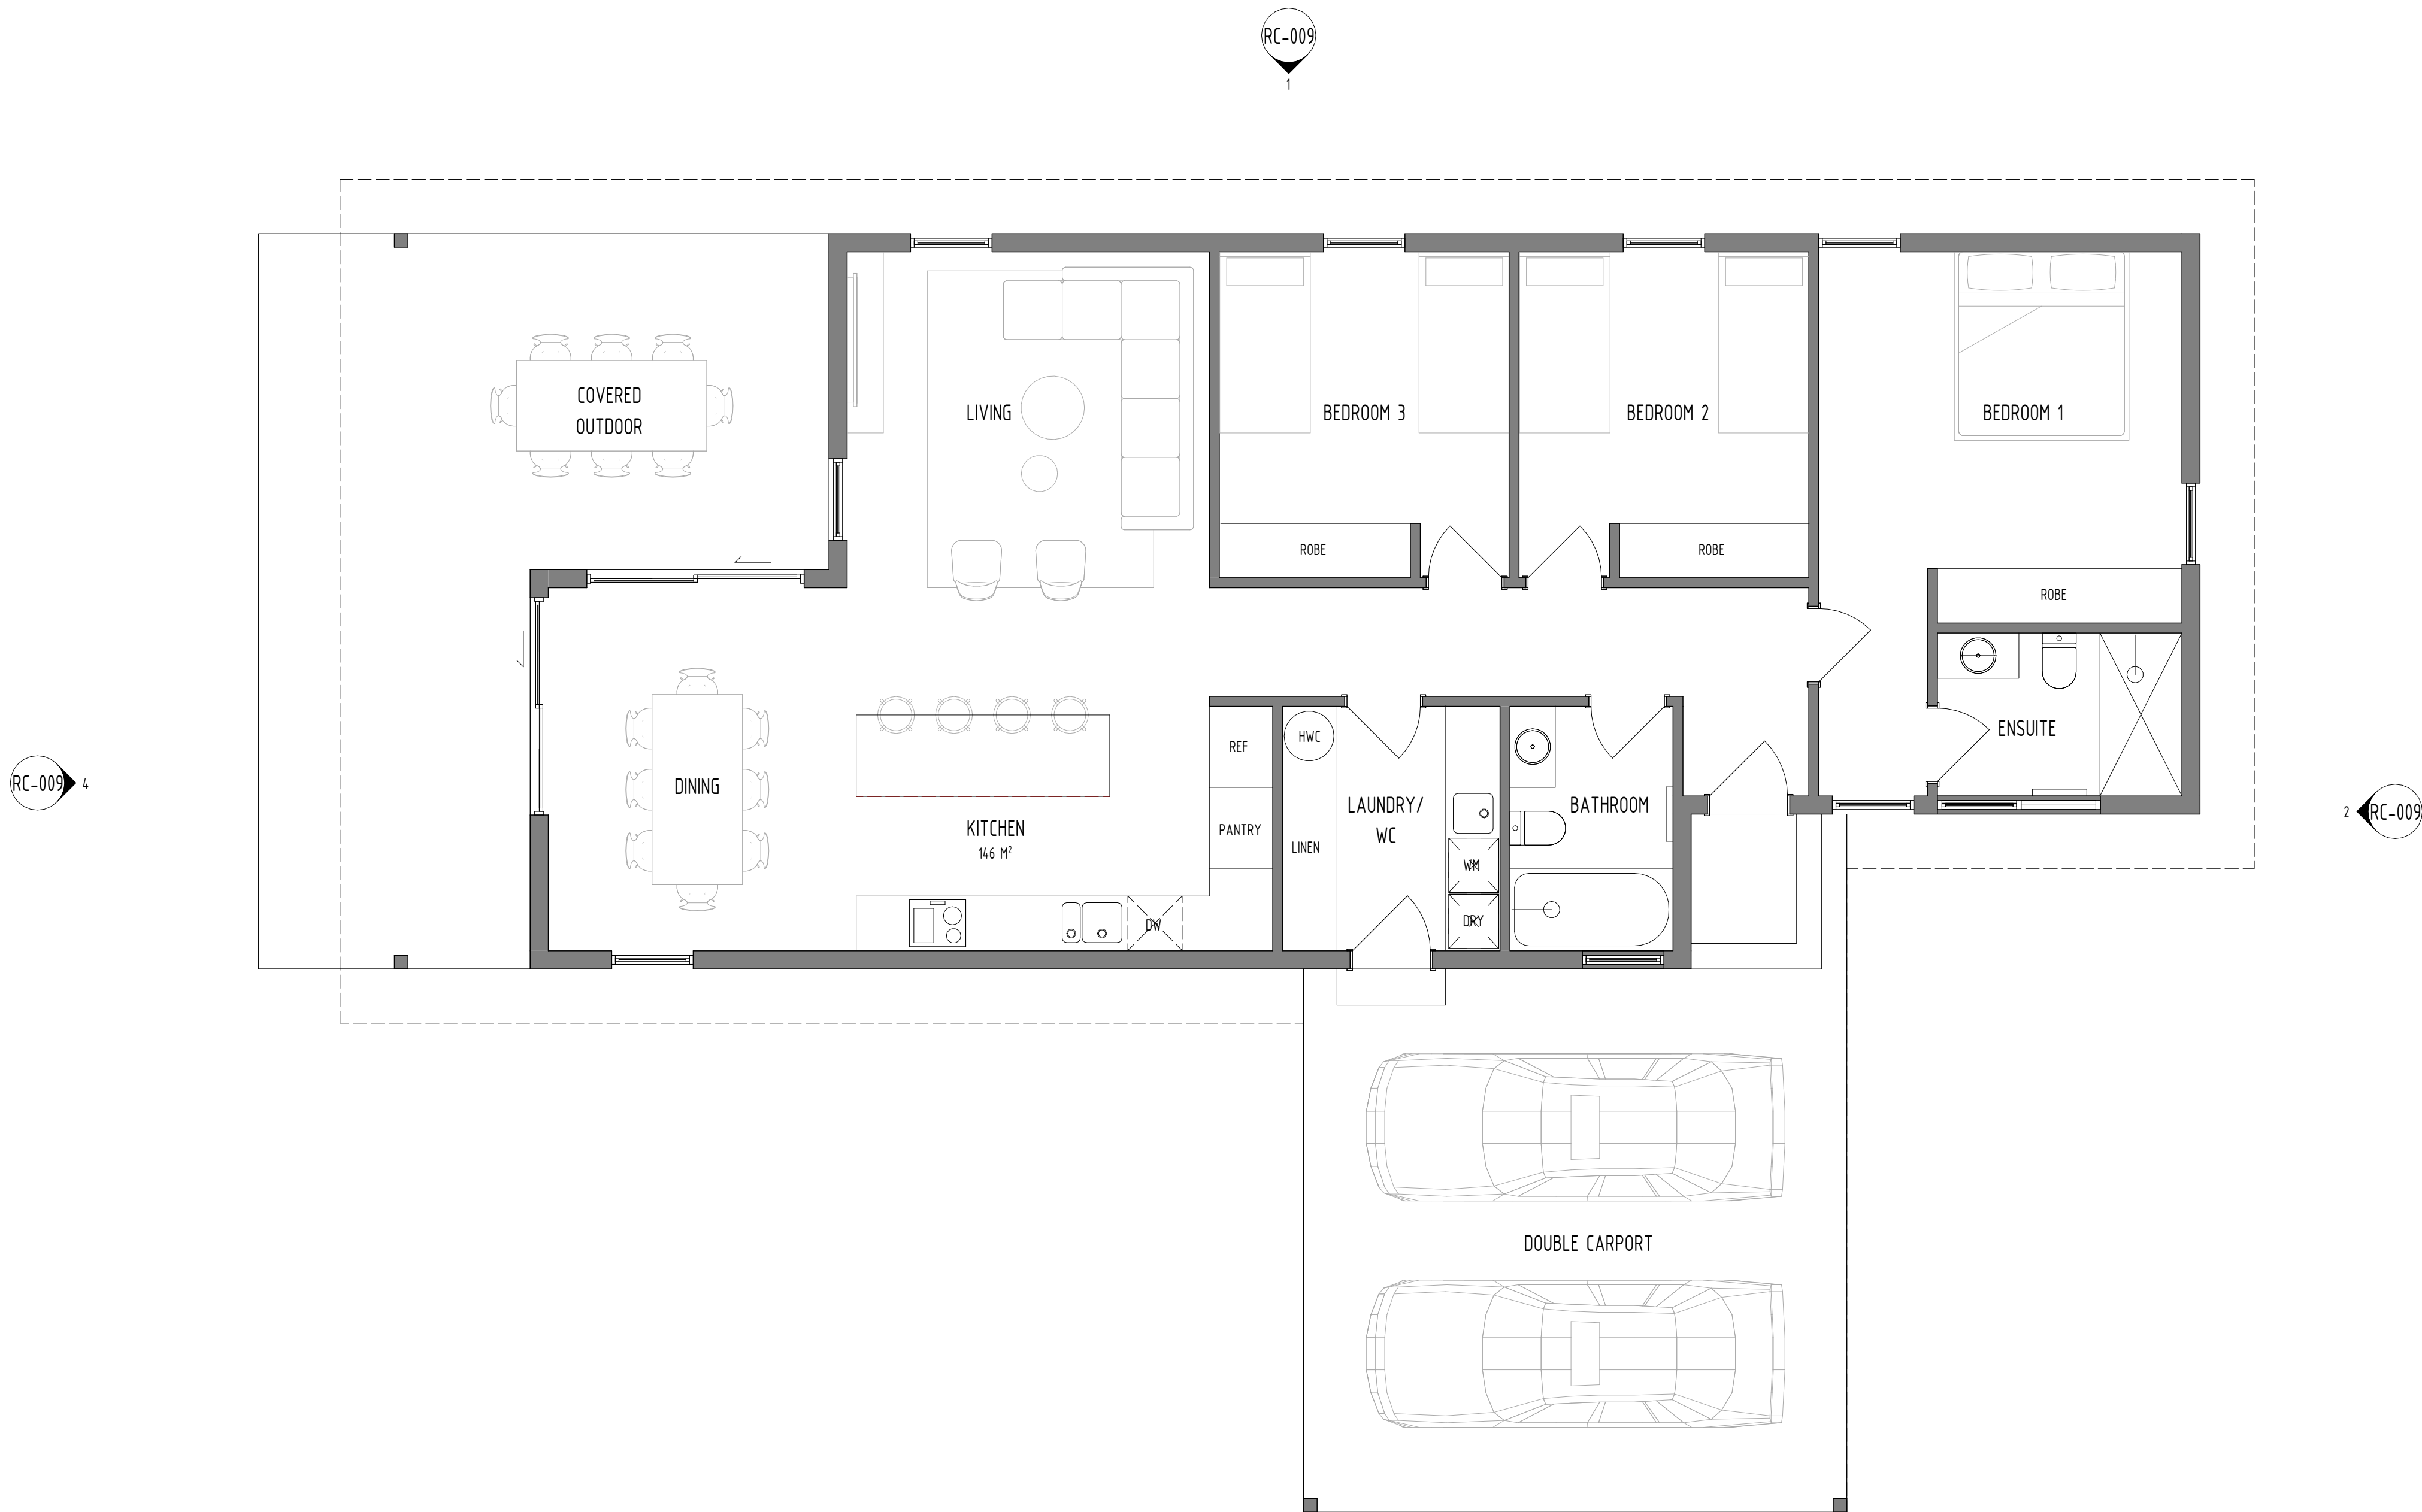 RC-009
1
COVERED
OUTDOOR
LIVING
BEDROOM 3
BEDROOM 2
BEDROOM 1
ROBE
ROBE
ROBE
ENSUITE
REF
HWC
RC-009
4
DINING
LAUNDRY/
WC
BATHROOM
2
RC-009
KITCHEN
146 M²
PANTRY
LINEN
WM
DRY
DW
DOUBLE CARPORT